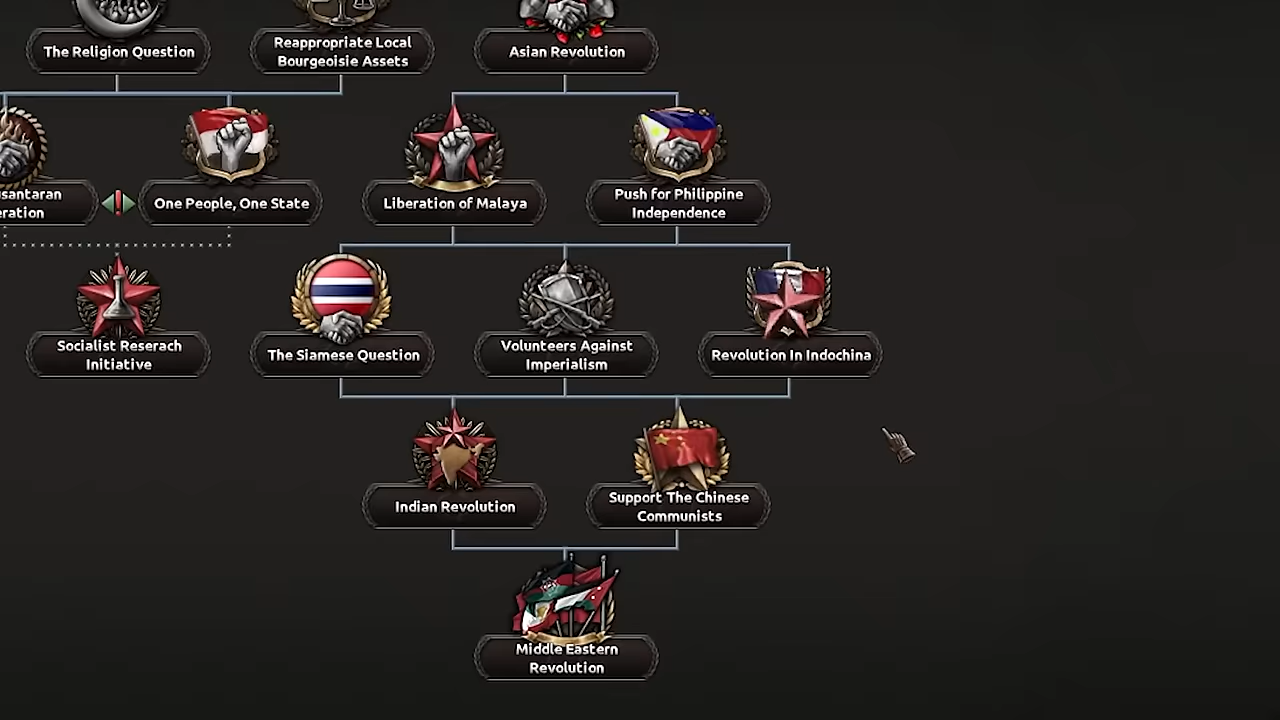 The Religion Question
Reappropriate Local
Bourgeoisie Assets
Asian Revolution
One People, One State
Liberation of Malaya
Push for Philippine
Independence
Socialist Reserach
Initiative
The Siamese Question
Volunteers Against
Imperialism
Revolution In Indochina
Indian Revolution
Support The Chinese
Communists
Middle Eastern
Revolution